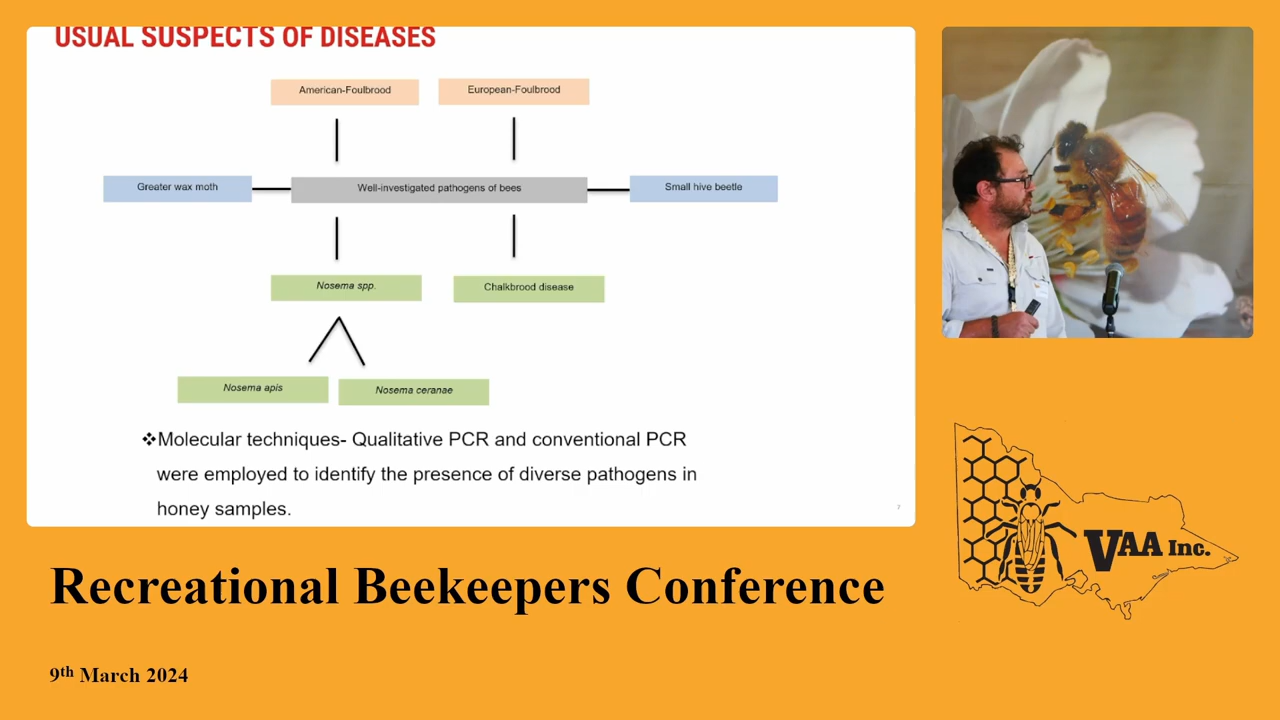 USUAL SUSPECTS OF DISEASES
American-Foulbrood
European-Foulbrood
Greater wax moth
Well-investigated pathogens of bees
Small hive beetle
Nosema spp.
Chalkbrood disease
Nosema apis
Nosema ceranae
❖Molecular techniques- Qualitative PCR and conventional PCR
were employed to identify the presence of diverse pathogens in
honey samples.
7
VAA Inc.
Recreational Beekeepers Conference
9th March 2024